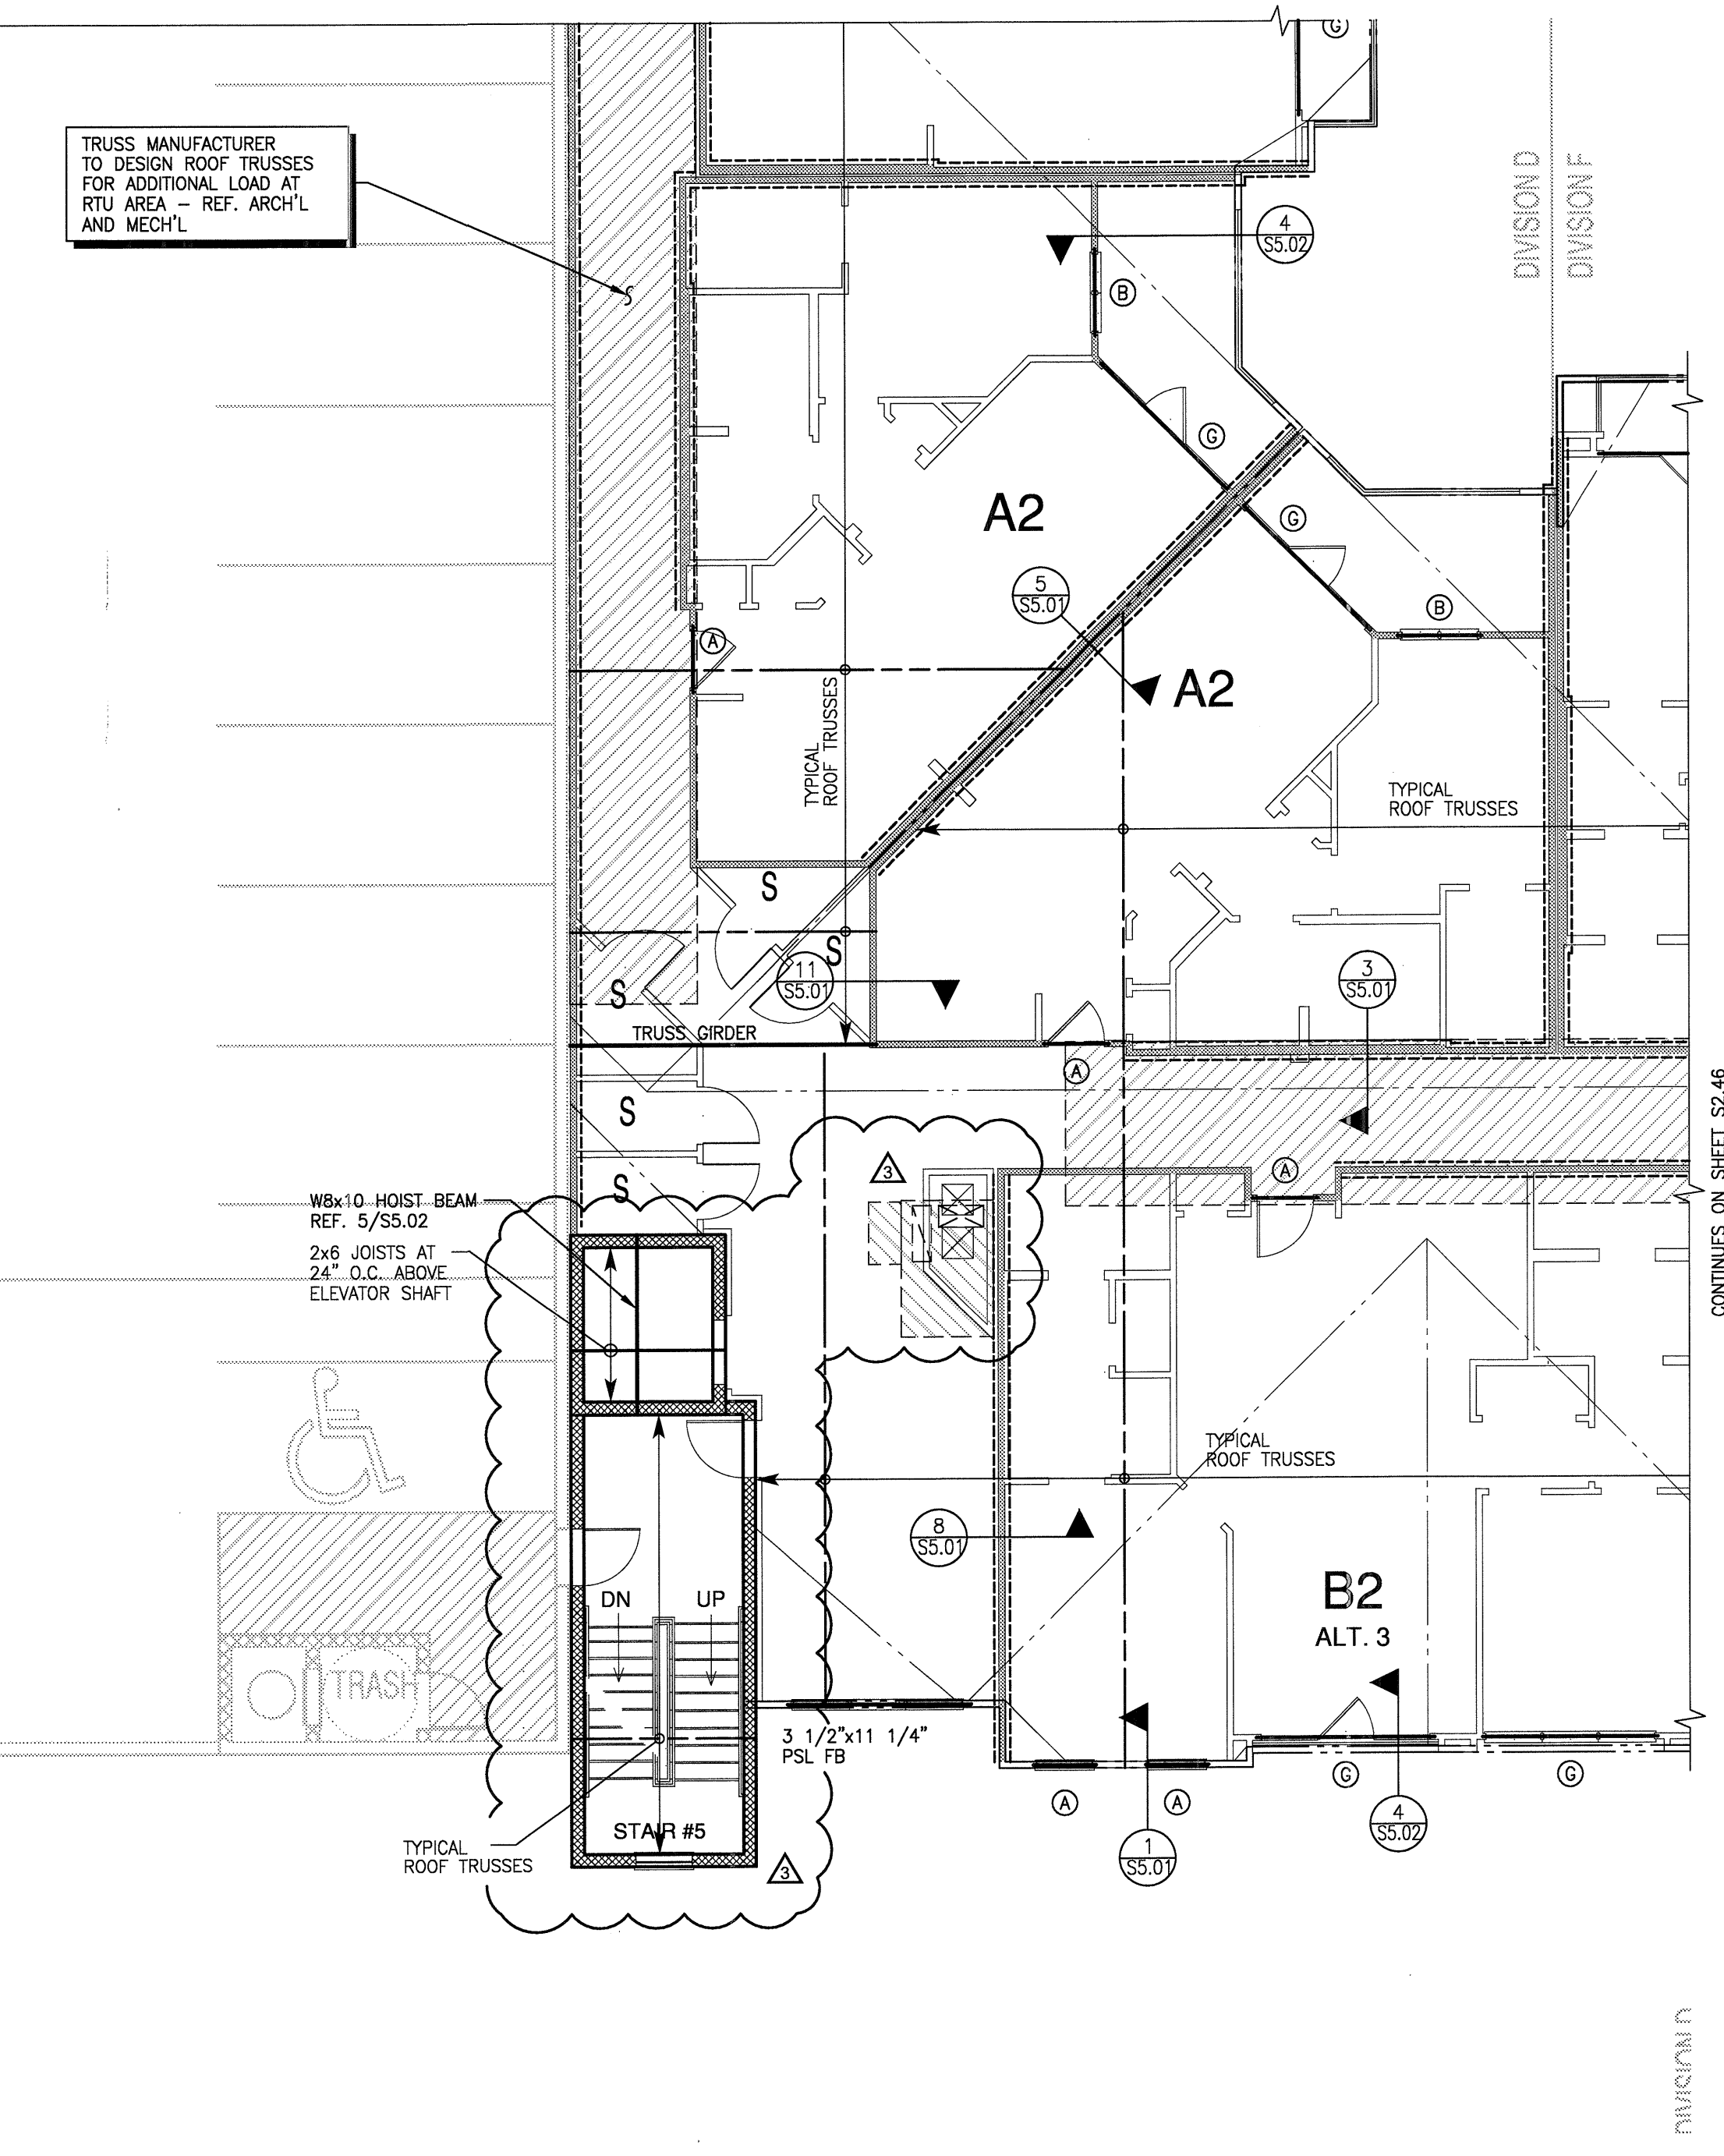 G
TRUSS MANUFACTURER
TO DESIGN ROOF TRUSSES
FOR ADDITIONAL LOAD AT
RTU AREA – REF. ARCH'L
AND MECH'L
DIVISION D
DIVISION F
4
S5.02
B
G
A2
G
5
S5.01
B
A
A2
TYPICAL
ROOF TRUSSES
TYPICAL
ROOF TRUSSES
S
S
11
S5.01
3
S5.01
S
TRUSS GIRDER
A
S
3
A
S
CONTINUES ON SHEET S2.46
W8x10 HOIST BEAM
REF. 5/S5.02
2x6 JOISTS AT
24" O.C. ABOVE
ELEVATOR SHAFT
TYPICAL
ROOF TRUSSES
8
S5.01
DN
UP
B2
ALT. 3
TRASH
3 1/2"x11 1/4"
PSL FB
G
G
A
A
4
S5.02
STAIR #5
TYPICAL
ROOF TRUSSES
1
S5.01
3
DIVISION D